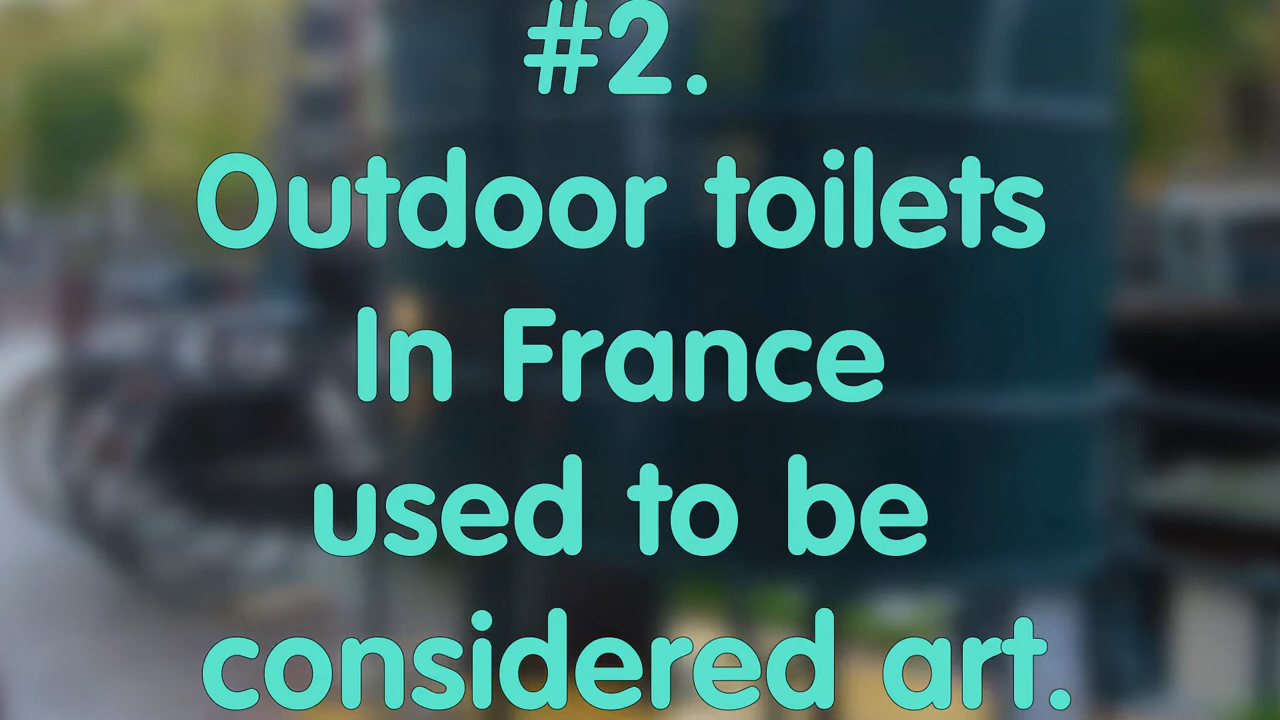 #2.
Outdoor toilets
In France
used to be
considered art.